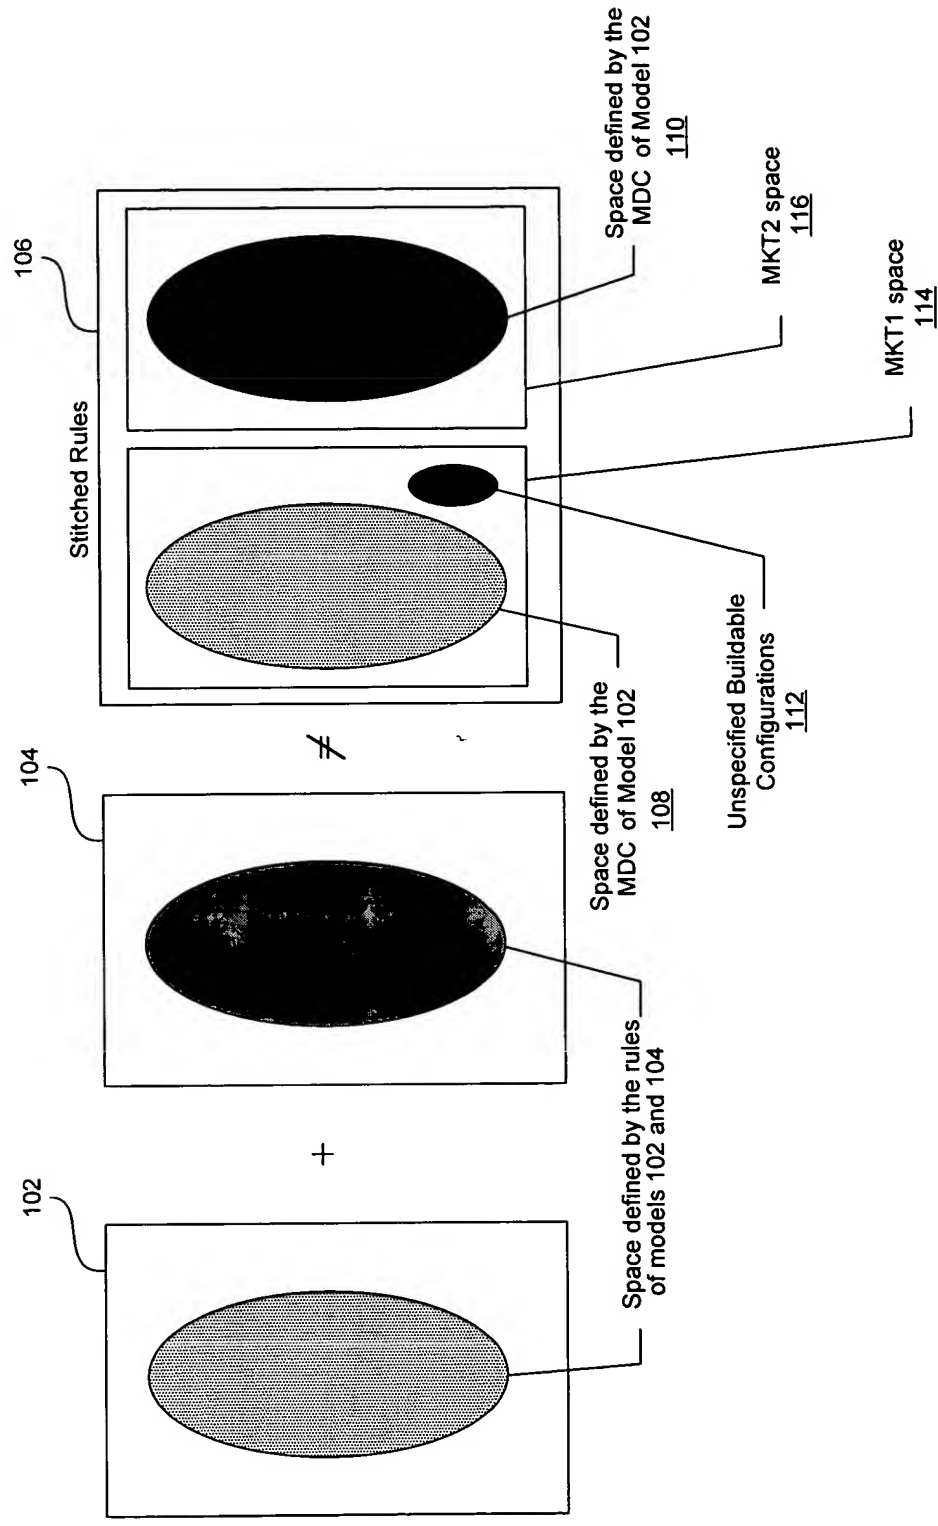 102
+
104
≠
106
Stitched Rules
Space defined by the rules
of models 102 and 104
Space defined by the
MDC of Model 102
108
Unspecified Buildable
Configurations
112
Space defined by the
MDC of Model 102
110
MKT2 space
116
MKT1 space
114